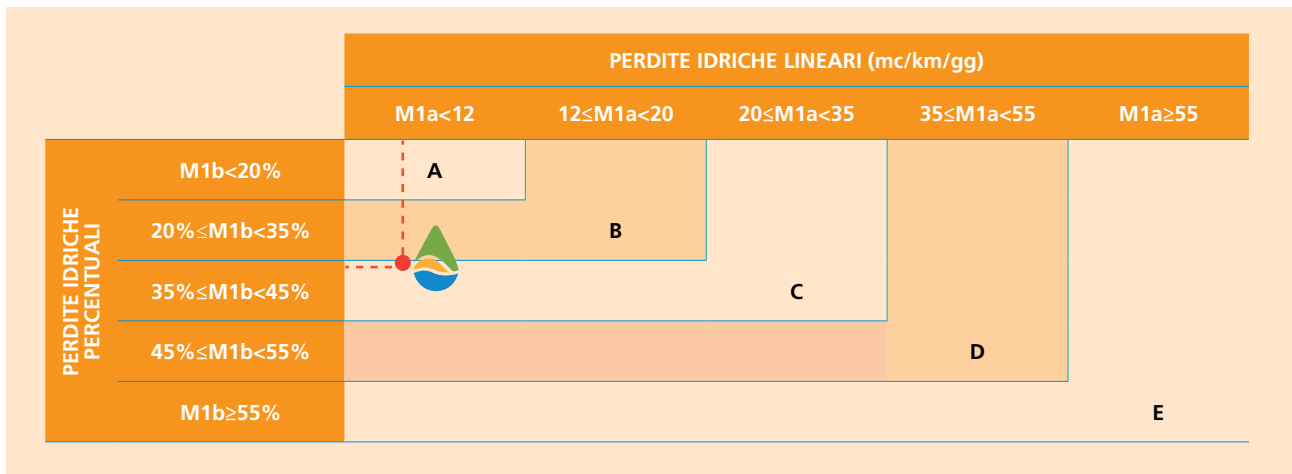 PERDITE IDRICHE LINEARI (mc/km/gg)
M1a<12 12≤M1a<20 20≤M1a<35 35≤M1a<55 M1a≥55
PERDITE IDRICHE
PERCENTUALI
M1b<20% A
20%≤M1b<35% B
35%≤M1b<45% C
45%≤M1b<55% D
M1b≥55% E